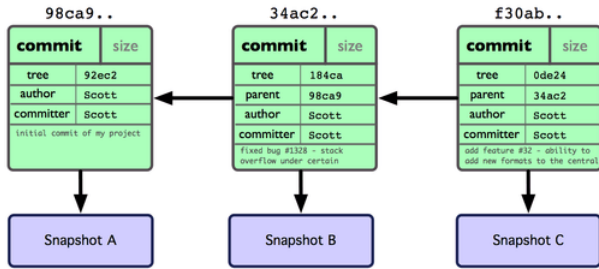 98ca9..
commit size
tree 92ec2
author Scott
committer Scott
initial commit of my project
Snapshot A
34ac2..
commit size
tree 184ca
parent 98ca9
author Scott
committer Scott
fixed bug #1328 - stack
overflow under certain
Snapshot B
f30ab..
commit size
tree 0de24
parent 34ac2
author Scott
committer Scott
add feature #32 - ability to
add new formats to the central
Snapshot C